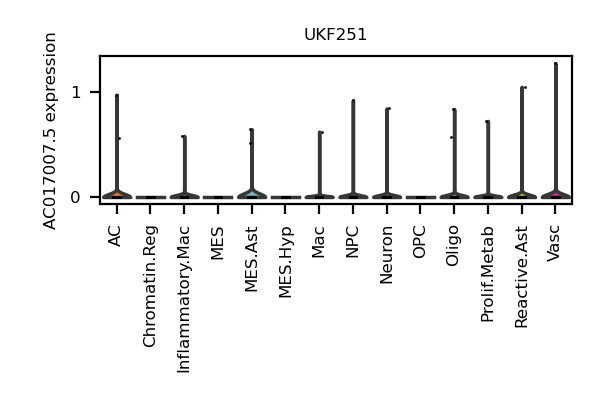 UKF251
AC017007.5 expression
1
0
AC
Chromatin.Reg
Inflammatory.Mac
MES
MES.Ast
MES.Hyp
Mac
NPC
Neuron
OPC
Oligo
Prolif.Metab
Reactive.Ast
Vasc